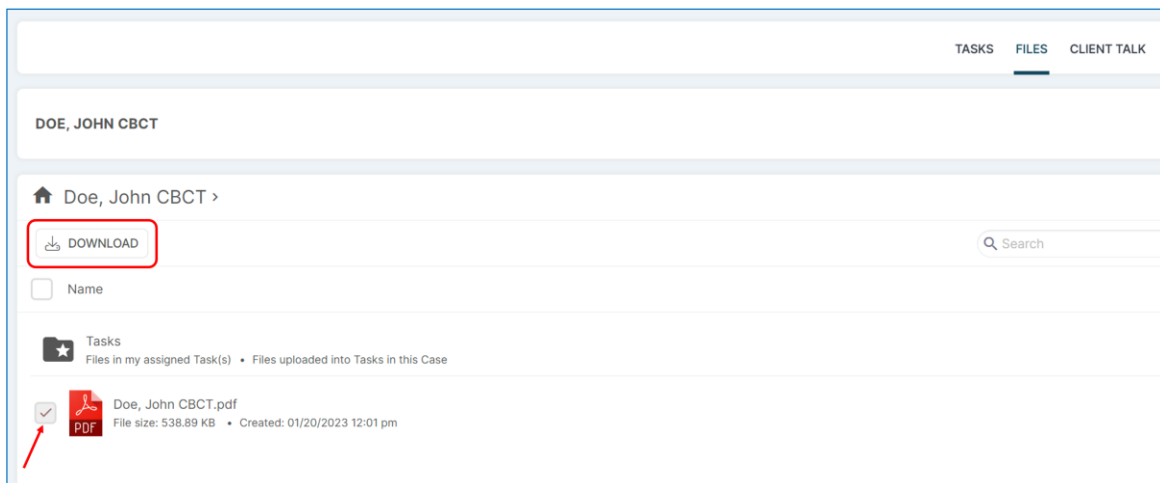 TASKS FILES CLIENT TALK
DOE, JOHN CBCT
Doe, John CBCT >
DOWNLOAD
Search
Name
Tasks
Files in my assigned Task(s) • Files uploaded into Tasks in this Case
Doe, John CBCT.pdf
PDF
File size: 538.89 KB • Created: 01/20/2023 12:01 pm